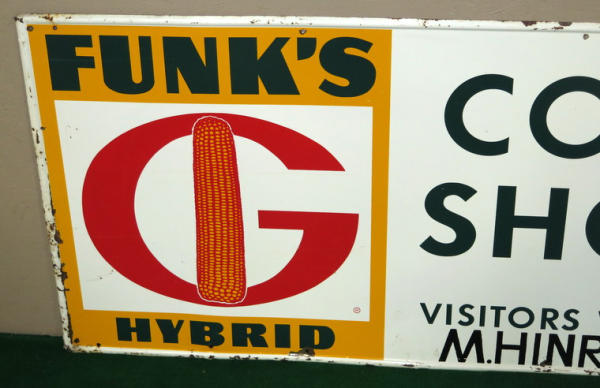 FUNK'S
G
HYBRID
CO
SHO
VISITORS
M.HINR